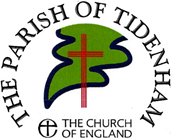 THE PARISH OF TIDENHAM
THE CHURCH
OF ENGLAND